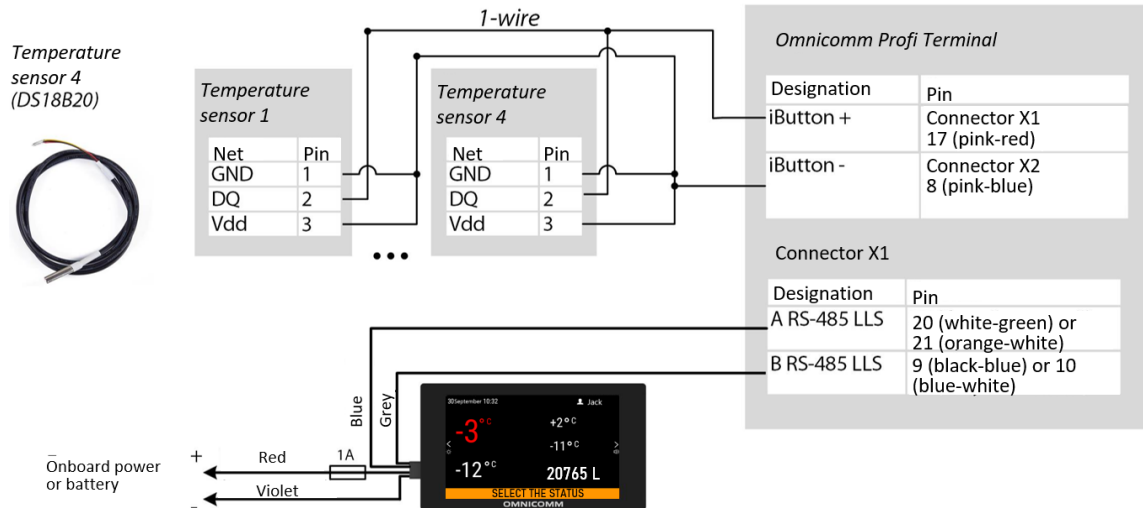 1-wire
Temperature
sensor 4
(DS18B20)
Temperature
sensor 1
Net Pin
GND 1
DQ 2
Vdd 3
Temperature
sensor 4
Net Pin
GND 1
DQ 2
Vdd 3
...
Omnicomm Profi Terminal
Designation Pin
iButton + Connector X1
17 (pink-red)
iButton - Connector X2
8 (pink-blue)
Connector X1
Designation Pin
A RS-485 LLS 20 (white-green) or
21 (orange-white)
B RS-485 LLS 9 (black-blue) or 10
(blue-white)
Blue
Grey
30 September 10:32 Jack
-3°C +2°C
-11°C
-12°C 20765 L
SELECT THE STATUS
OMNICOMM
Onboard power
or battery
+ Red 1A
- Violet